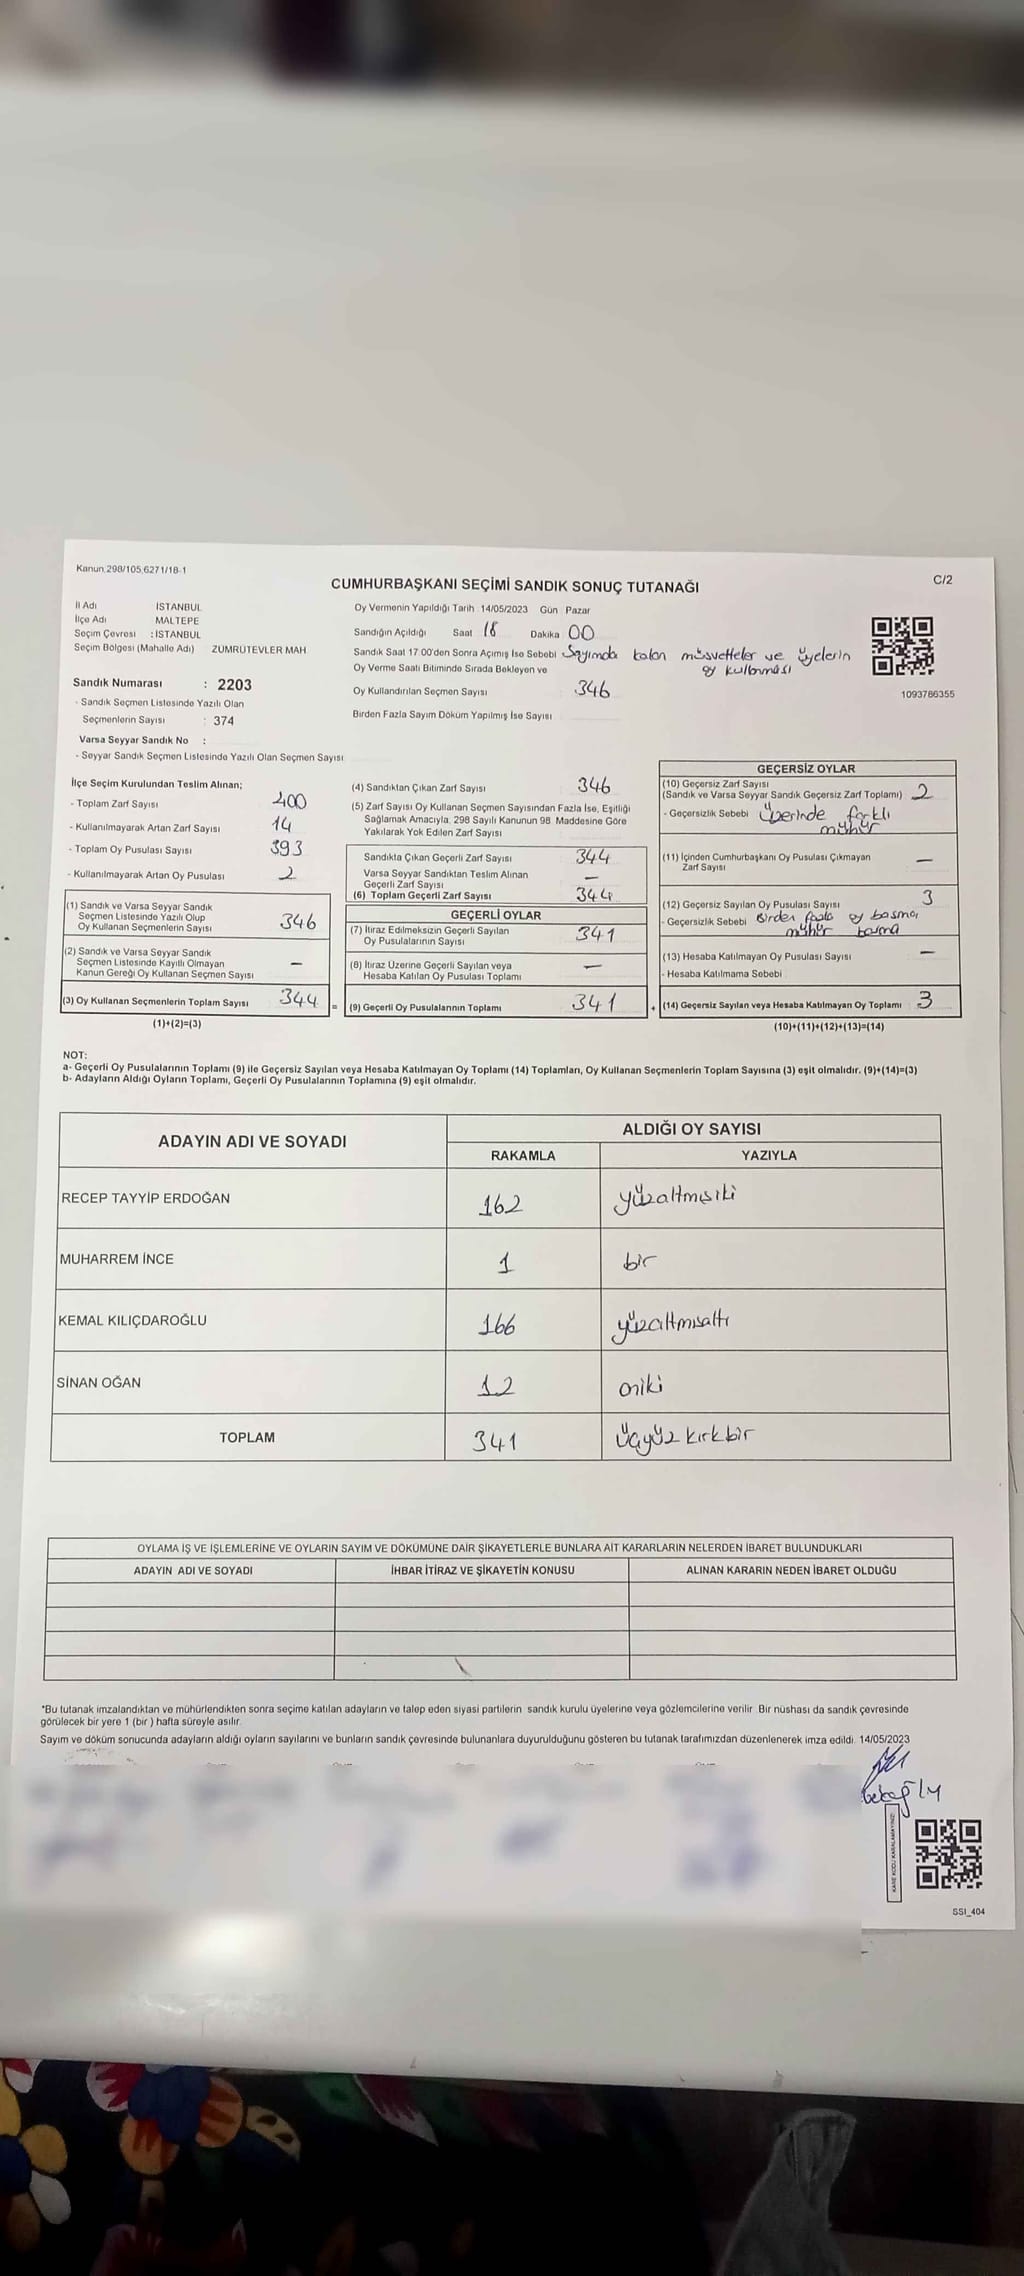 Kanun.298/105,6271/18-1
C/2
CUMHURBAŞKANI SEÇİMİ SANDIK SONUÇ TUTANAĞI
İl Adı İSTANBUL
İlçe Adı MALTEPE
Seçim Çevresi : İSTANBUL
Seçim Bölgesi (Mahalle Adı) ZÜMRÜTEVLER MAH
Sandık Numarası : 2203
- Sandık Seçmen Listesinde Yazılı Olan
Seçmenlerin Sayısı : 374
Varsa Seyyar Sandık No :
- Seyyar Sandık Seçmen Listesinde Yazılı Olan Seçmen Sayısı
Oy Vermenin Yapıldığı Tarih 14/05/2023 Gün Pazar
Sandığın Açıldığı Saat 18 Dakika 00
Sandık Saat 17:00'den Sonra Açımış İse Sebebi Sayımda kalan müsvetteler ve üyelerin
oy kullanması
Oy Verme Saati Bitiminde Sırada Bekleyen ve
Oy Kullandırılan Seçmen Sayısı 346
Birden Fazla Sayım Döküm Yapılmış İse Sayısı
1093786355
İlçe Seçim Kurulundan Teslim Alınan;
- Toplam Zarf Sayısı 400
- Kullanılmayarak Artan Zarf Sayısı 14
- Toplam Oy Pusulası Sayısı 393
- Kullanılmayarak Artan Oy Pusulası 2
(1) Sandık ve Varsa Seyyar Sandık
Seçmen Listesinde Yazılı Olup
Oy Kullanan Seçmenlerin Sayısı 346
(2) Sandık ve Varsa Seyyar Sandık
Seçmen Listesinde Kayıtlı Olmayan
Kanun Gereği Oy Kullanan Seçmen Sayısı –
(3) Oy Kullanan Seçmenlerin Toplam Sayısı 344 =
(1)+(2)=(3)
(4) Sandıktan Çıkan Zarf Sayısı 346
(5) Zarf Sayısı Oy Kullanan Seçmen Sayısından Fazla İse, Eşitliği
Sağlamak Amacıyla, 298 Sayılı Kanunun 98. Maddesine Göre
Yakılarak Yok Edilen Zarf Sayısı
Sandıkta Çıkan Geçerli Zarf Sayısı 344
Varsa Seyyar Sandıktan Teslim Alınan
Geçerli Zarf Sayısı –
(6) Toplam Geçerli Zarf Sayısı 344
GEÇERLİ OYLAR
(7) İtiraz Edilmeksizin Geçerli Sayılan
Oy Pusulalarının Sayısı 341
(8) İtiraz Üzerine Geçerli Sayılan veya
Hesaba Katılan Oy Pusulası Toplamı –
(9) Geçerli Oy Pusulalarının Toplamı 341 +
GEÇERSİZ OYLAR
(10) Geçersiz Zarf Sayısı
(Sandık ve Varsa Seyyar Sandık Geçersiz Zarf Toplamı) 2
- Geçersizlik Sebebi Üzerinde farklı
mühür
(11) İçinden Cumhurbaşkanı Oy Pusulası Çıkmayan
Zarf Sayısı –
(12) Geçersiz Sayılan Oy Pusulası Sayısı 3
- Geçersizlik Sebebi Birden fazla oy basma,
mühür basma
(13) Hesaba Katılmayan Oy Pusulası Sayısı –
- Hesaba Katılmama Sebebi
(14) Geçersiz Sayılan veya Hesaba Katılmayan Oy Toplamı 3
(10)+(11)+(12)+(13)=(14)
NOT:
a- Geçerli Oy Pusulalarının Toplamı (9) ile Geçersiz Sayılan veya Hesaba Katılmayan Oy Toplamı (14) Toplamları, Oy Kullanan Seçmenlerin Toplam Sayısına (3) eşit olmalıdır. (9)+(14)=(3)
b- Adayların Aldığı Oyların Toplamı, Geçerli Oy Pusulalarının Toplamına (9) eşit olmalıdır.
ADAYIN ADI VE SOYADI
ALDIĞI OY SAYISI
RAKAMLA YAZIYLA
RECEP TAYYİP ERDOĞAN 162 yüzaltmışiki
MUHARREM İNCE 1 bir
KEMAL KILIÇDAROĞLU 166 yüzaltmışaltı
SİNAN OĞAN 12 oniki
TOPLAM 341 üçyüz kırkbir
OYLAMA İŞ VE İŞLEMLERİNE VE OYLARIN SAYIM VE DÖKÜMÜNE DAİR ŞİKAYETLERLE BUNLARA AİT KARARLARIN NELERDEN İBARET BULUNDUKLARI
ADAYIN ADI VE SOYADI İHBAR İTİRAZ VE ŞİKAYETİN KONUSU ALINAN KARARIN NEDEN İBARET OLDUĞU
*Bu tutanak imzalandıktan ve mühürlendikten sonra seçime katılan adayların ve talep eden siyasi partilerin sandık kurulu üyelerine veya gözlemcilerine verilir. Bir nüshası da sandık çevresinde
görülecek bir yere 1 (bir ) hafta süreyle asılır.
Sayım ve döküm sonucunda adayların aldığı oyların sayılarını ve bunların sandık çevresinde bulunanlara duyurulduğunu gösteren bu tutanak tarafımızdan düzenlenerek imza edildi. 14/05/2023
KARE KODU KARALAMAYINIZ!
SSI_404